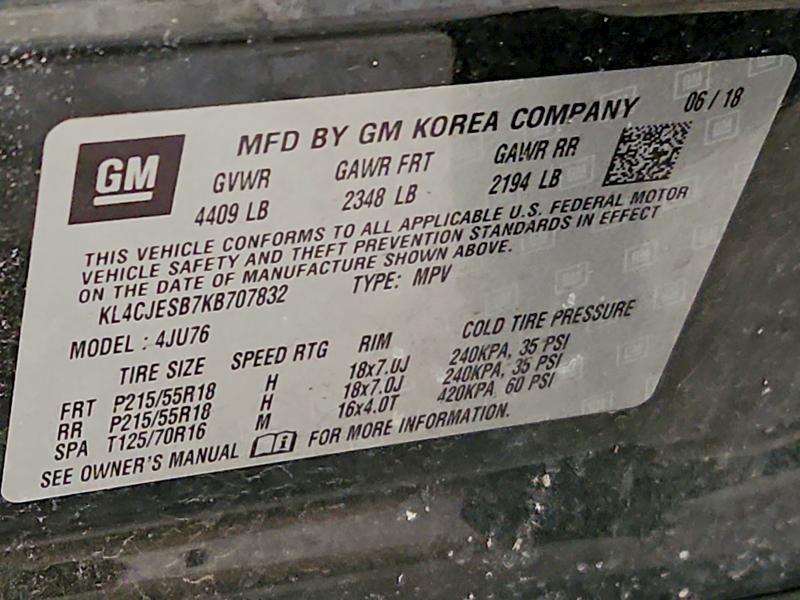 GM
MFD BY GM KOREA COMPANY 06 / 18
GVWR GAWR FRT GAWR RR
4409 LB 2348 LB 2194 LB
THIS VEHICLE CONFORMS TO ALL APPLICABLE U.S. FEDERAL MOTOR
VEHICLE SAFETY AND THEFT PREVENTION STANDARDS IN EFFECT
ON THE DATE OF MANUFACTURE SHOWN ABOVE.
KL4CJESB7KB707832 TYPE: MPV
MODEL : 4JU76
TIRE SIZE SPEED RTG RIM COLD TIRE PRESSURE
FRT P215/55R18 H 18x7.0J 240KPA, 35 PSI
RR P215/55R18 H 18x7.0J 240KPA, 35 PSI
SPA T125/70R16 M 16x4.0T 420KPA, 60 PSI
SEE OWNER'S MANUAL FOR MORE INFORMATION.